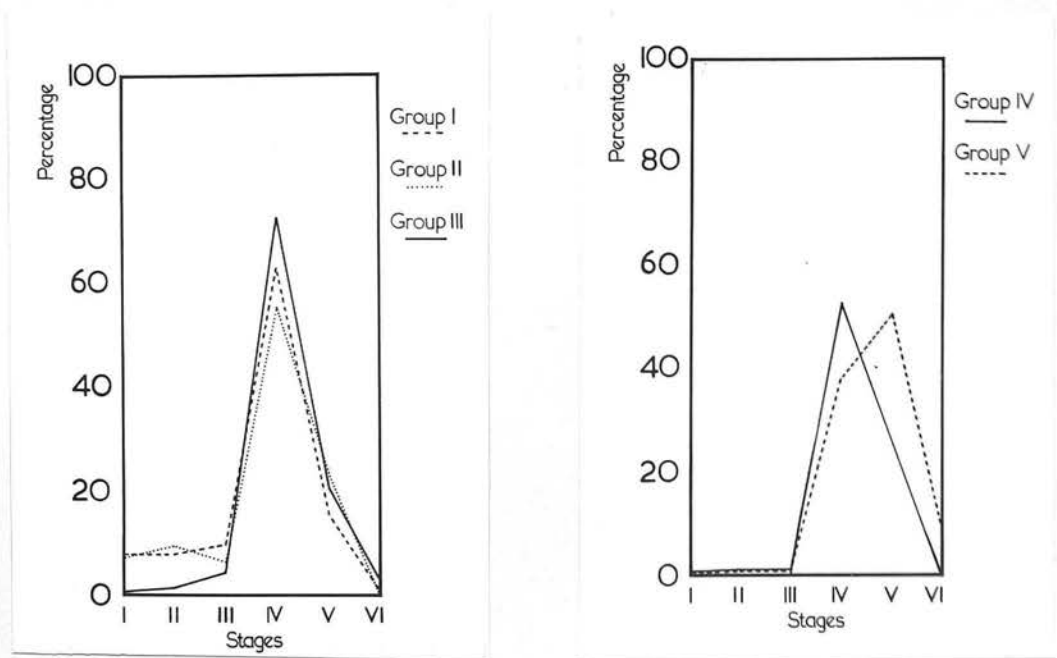 Percentage
100
80
60
40
20
0
I II III IV V VI
Stages
Group I
Group II
Group III
Percentage
100
80
60
40
20
0
I II III IV V VI
Stages
Group IV
Group V